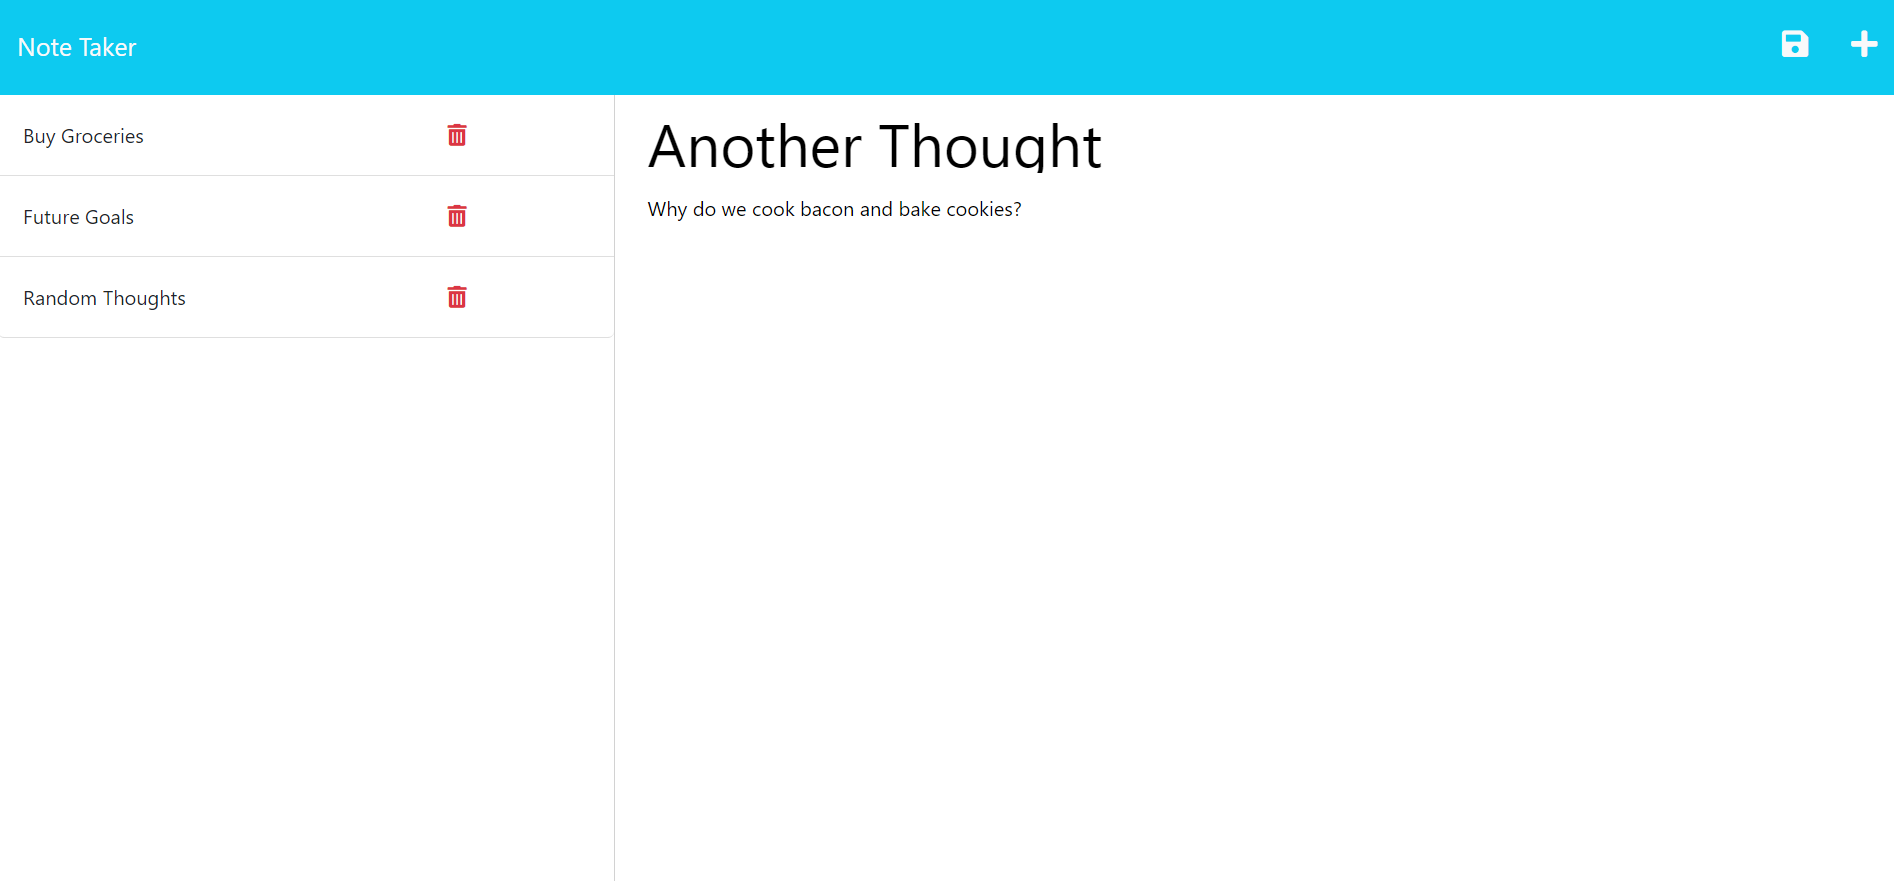 Note Taker
Buy Groceries
Future Goals
Random Thoughts
Another Thought
Why do we cook bacon and bake cookies?